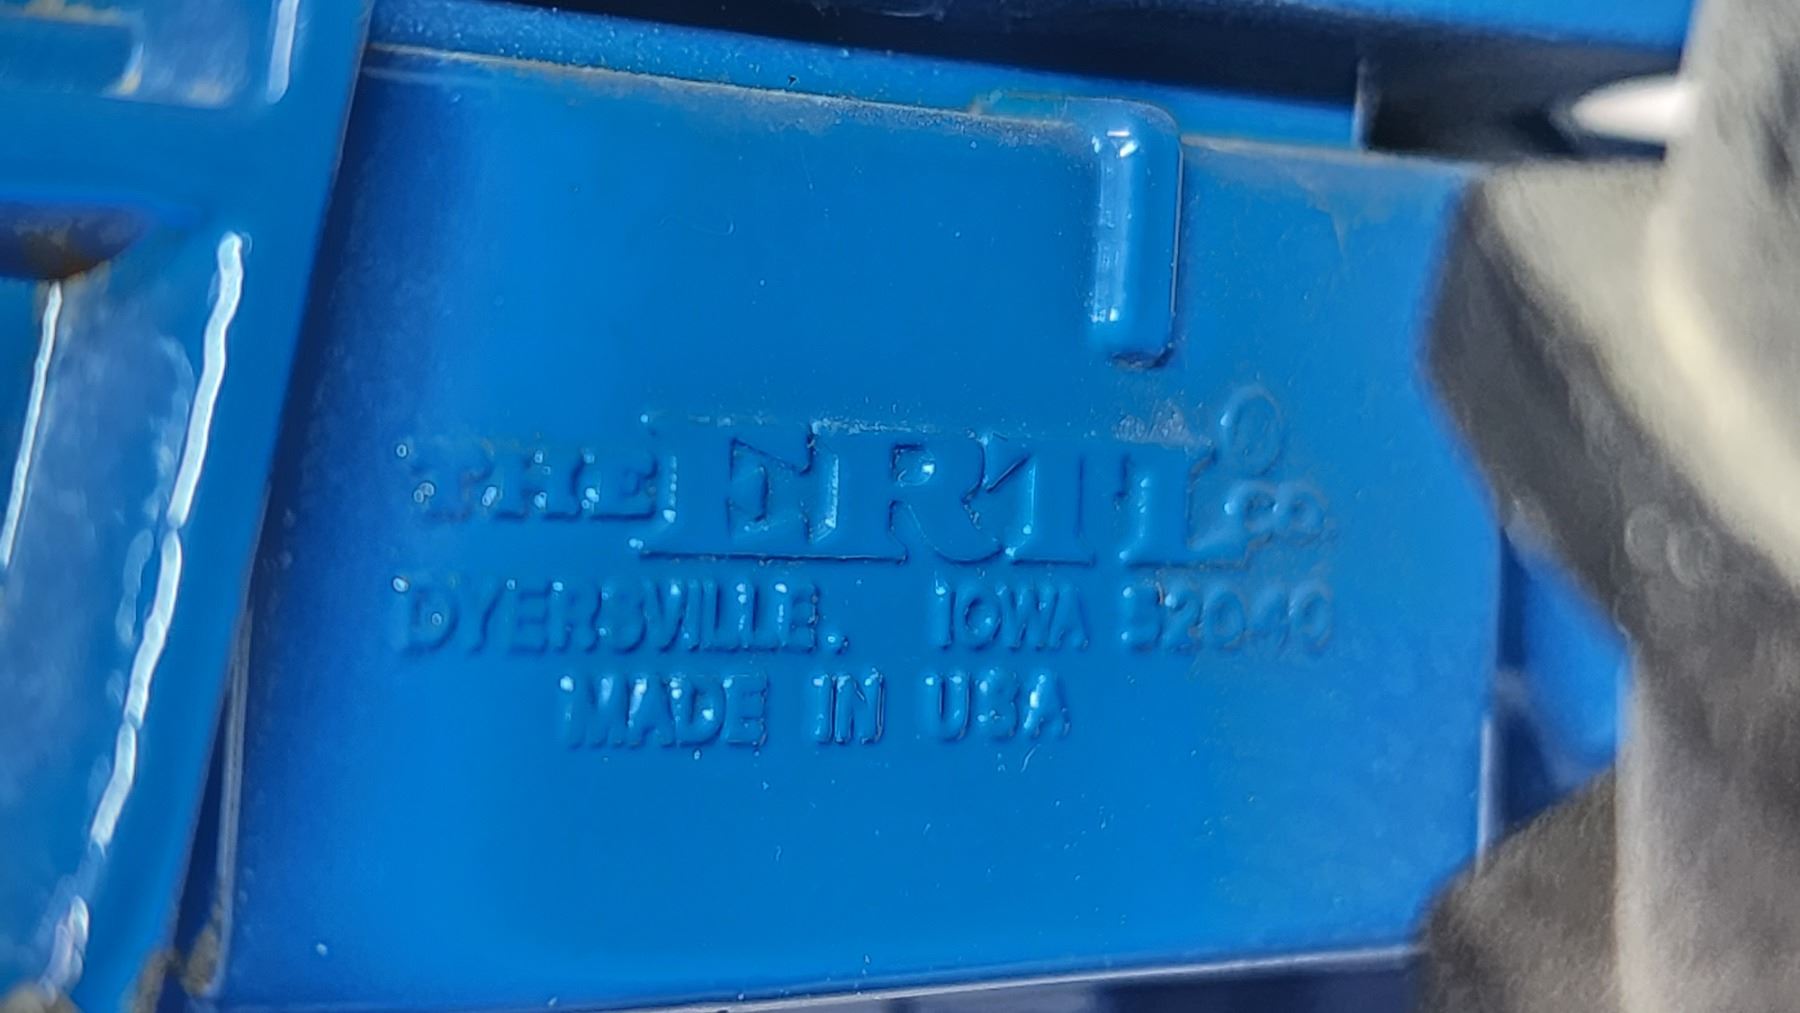 THE ERTL® CO.
DYERSVILLE, IOWA 52040
MADE IN USA